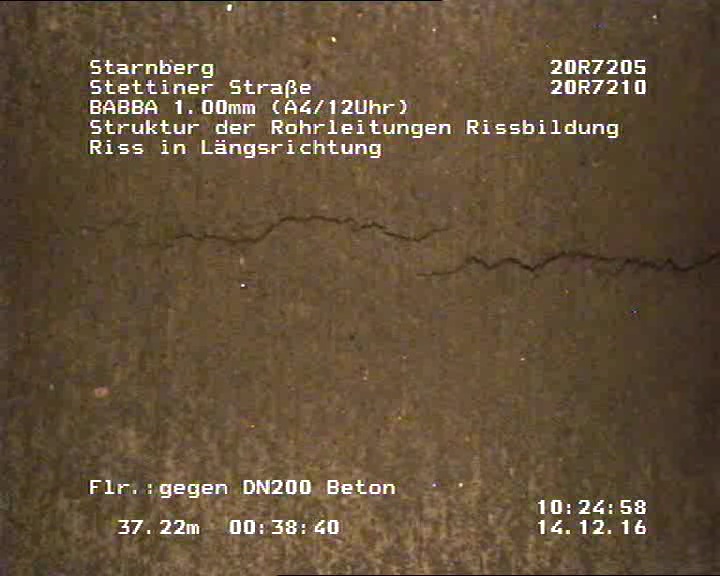 Starnberg 20R7205
Stettiner Straße 20R7210
BABBA 1.00mm (A4/12Uhr)
Struktur der Rohrleitungen Rissbildung
Riss in Längsrichtung
Flr.:gegen DN200 Beton
10:24:58
37.22m 00:38:40 14.12.16